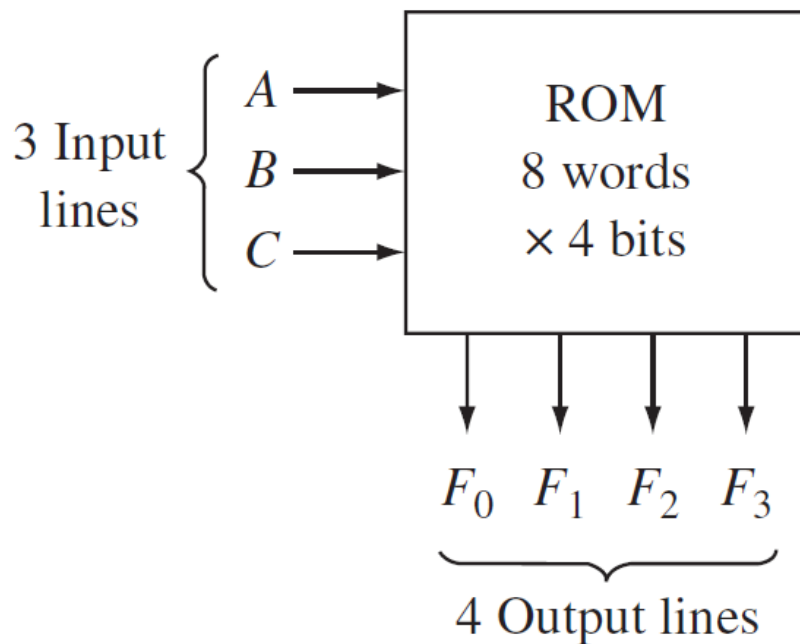 3 Input
lines
A
B
C
ROM
8 words
× 4 bits
F₀ F₁ F₂ F₃
4 Output lines